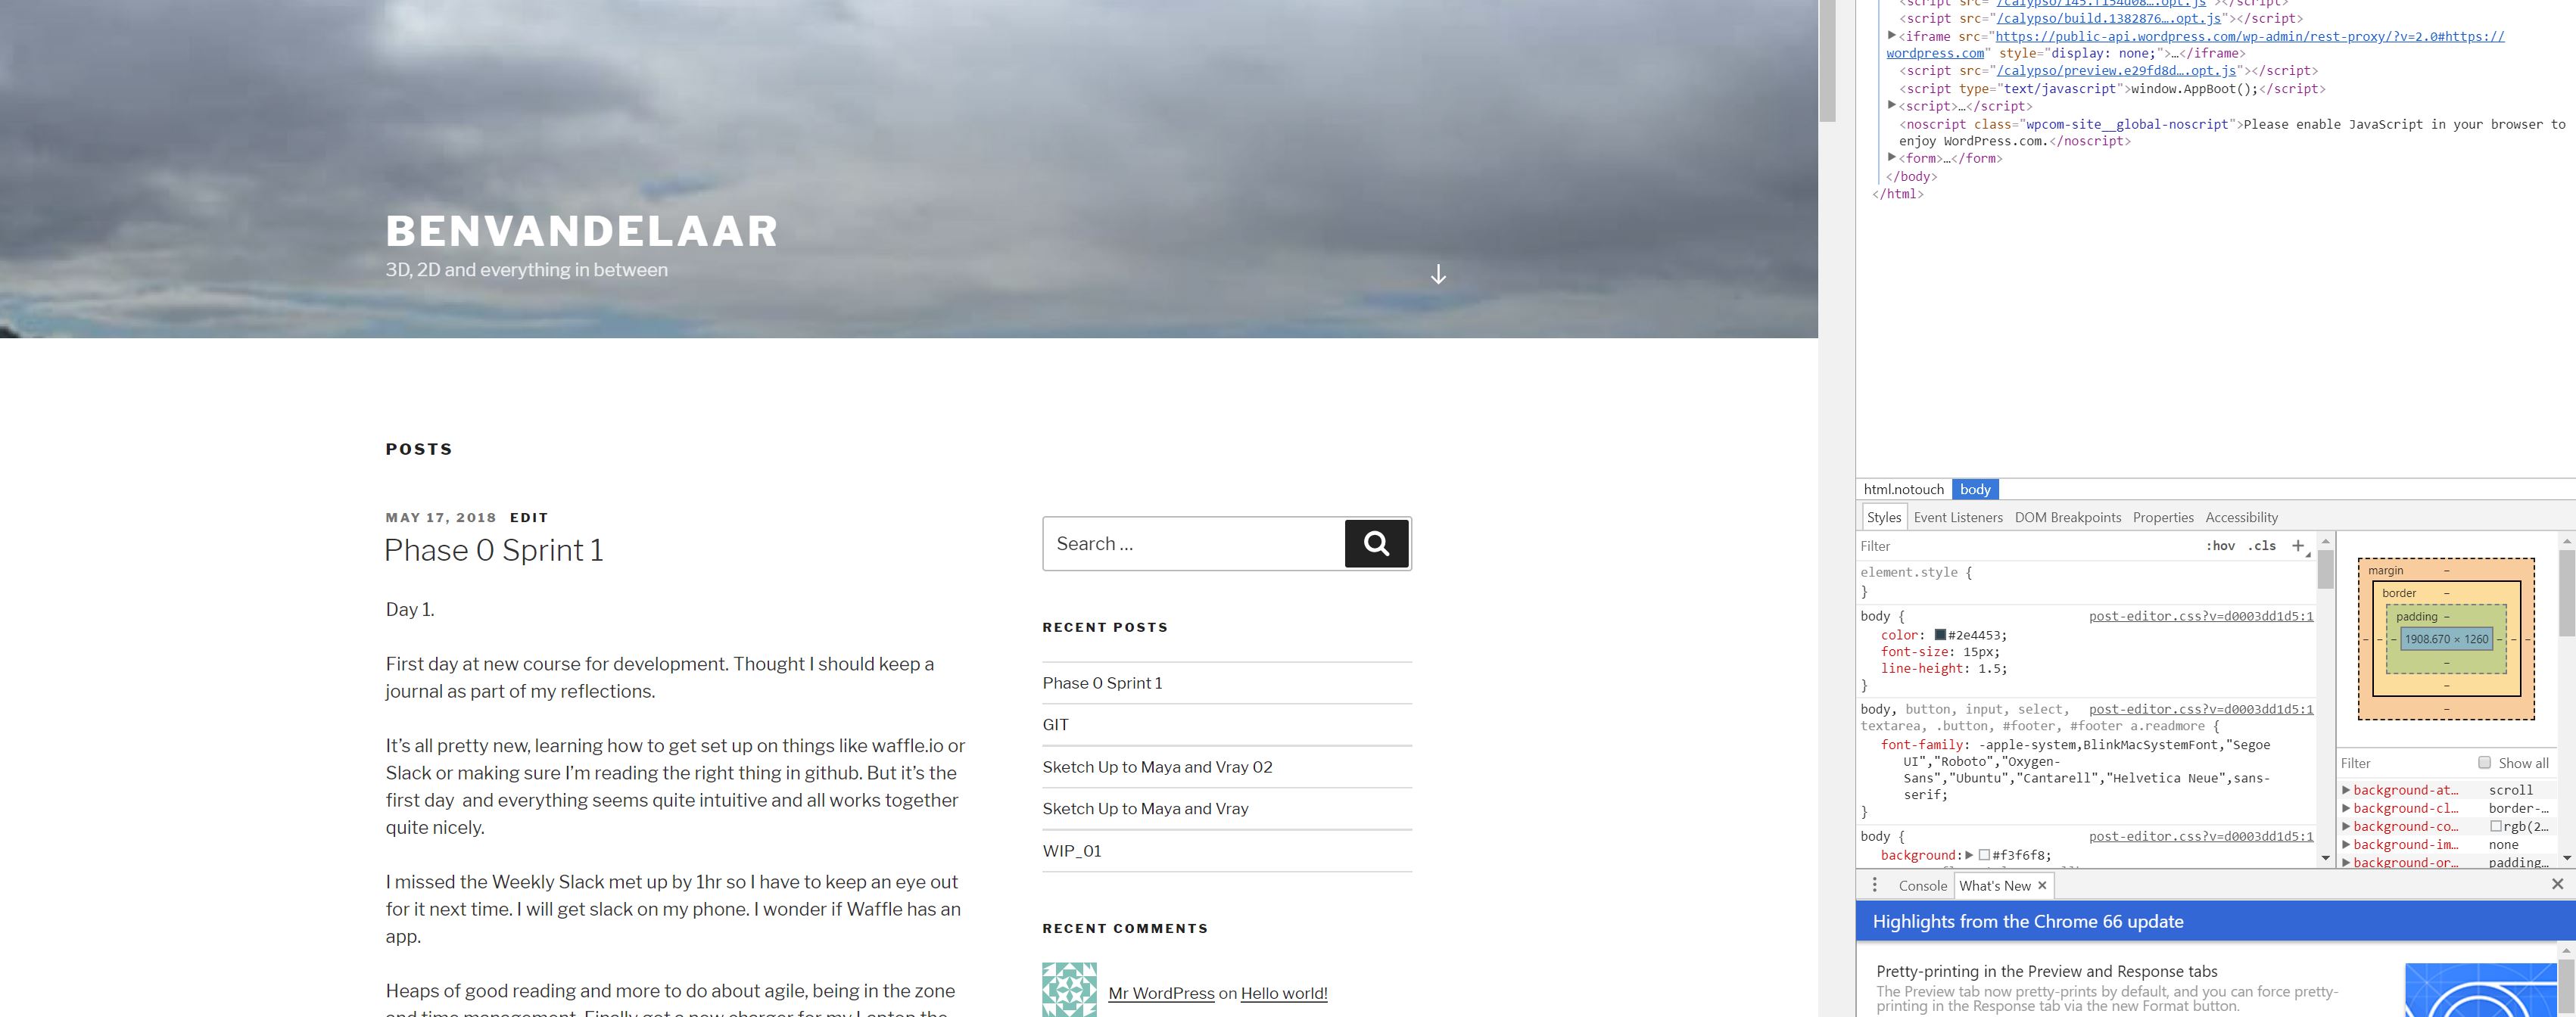 BENVANDELAAR
3D, 2D and everything in between
POSTS
MAY 17, 2018 EDIT
Phase 0 Sprint 1
Day 1.
First day at new course for development. Thought I should keep a
journal as part of my reflections.
It’s all pretty new, learning how to get set up on things like waffle.io or
Slack or making sure I’m reading the right thing in github. But it’s the
first day  and everything seems quite intuitive and all works together
quite nicely.
I missed the Weekly Slack met up by 1hr so I have to keep an eye out
for it next time. I will get slack on my phone. I wonder if Waffle has an
app.
Heaps of good reading and more to do about agile, being in the zone
Search …
RECENT POSTS
Phase 0 Sprint 1
GIT
Sketch Up to Maya and Vray 02
Sketch Up to Maya and Vray
WIP_01
RECENT COMMENTS
Mr WordPress on Hello world!
<script src="/calypso/145.f154d08….opt.js"></script>
<script src="/calypso/build.1382876….opt.js"></script>
<iframe src="https://public-api.wordpress.com/wp-admin/rest-proxy/?v=2.0#https://
wordpress.com" style="display: none;">…</iframe>
<script src="/calypso/preview.e29fd8d….opt.js"></script>
<script type="text/javascript">window.AppBoot();</script>
<script>…</script>
<noscript class="wpcom-site__global-noscript">Please enable JavaScript in your browser to
enjoy WordPress.com.</noscript>
<form>…</form>
</body>
</html>
html.notouch body
Styles Event Listeners DOM Breakpoints Properties Accessibility
Filter :hov .cls +
element.style {
}
body { post-editor.css?v=d0003dd1d5:1
color: #2e4453;
font-size: 15px;
line-height: 1.5;
}
body, button, input, select, post-editor.css?v=d0003dd1d5:1
textarea, .button, #footer, #footer a.readmore {
font-family: -apple-system,BlinkMacSystemFont,"Segoe
UI","Roboto","Oxygen-
Sans","Ubuntu","Cantarell","Helvetica Neue",sans-
serif;
}
body { post-editor.css?v=d0003dd1d5:1
background: #f3f6f8;
margin –
border –
padding –
– – – 1908.670 × 1260 – – –
–
–
–
Filter Show all
background-at… scroll
background-cl… border-…
background-co… rgb(2…
background-im… none
background-or… padding…
Console What's New ×
Highlights from the Chrome 66 update
Pretty-printing in the Preview and Response tabs
The Preview tab now pretty-prints by default, and you can force pretty-
printing in the Response tab via the new Format button.